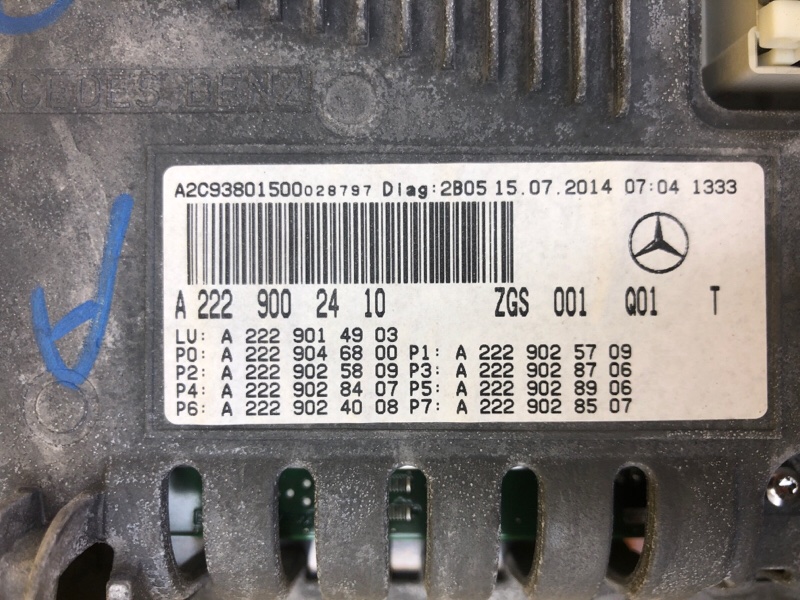 RCEDES BENZ
A2C93801500028797 Diag:2B05 15.07.2014 07:04 1333
A 222 900 24 10 ZGS 001 Q01 T
LU: A 222 901 49 03
P0: A 222 904 68 00 P1: A 222 902 57 09
P2: A 222 902 58 09 P3: A 222 902 87 06
P4: A 222 902 84 07 P5: A 222 902 89 06
P6: A 222 902 40 08 P7: A 222 902 85 07